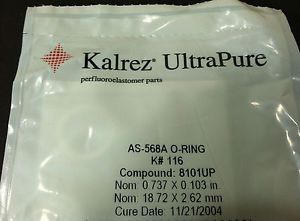 Kalrez® UltraPure
perfluoroelastomer parts
AS-568A O-RING
K# 116
Compound: 8101UP
Nom: 0.737 X 0.103 in.
Nom: 18.72 X 2.62 mm
Cure Date: 11/21/2004